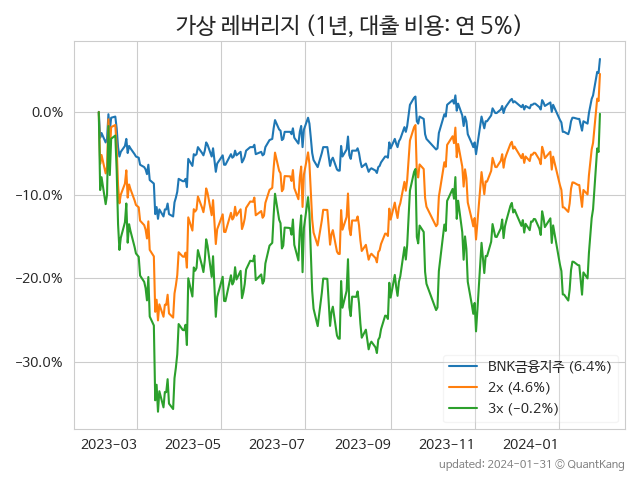 가상 레버리지 (1년, 대출 비용: 연 5%)
0.0%
−10.0%
−20.0%
−30.0%
BNK금융지주 (6.4%)
2x (4.6%)
3x (−0.2%)
2023-03 2023-05 2023-07 2023-09 2023-11 2024-01
updated: 2024-01-31 © QuantKang